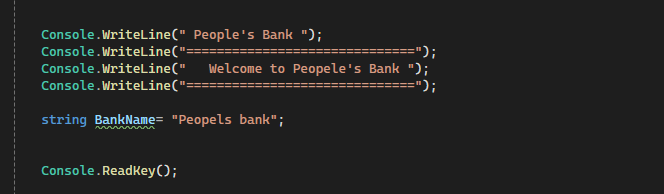 Console.WriteLine(" People's Bank ");
Console.WriteLine("==============================");
Console.WriteLine("   Welcome to Peopele's Bank ");
Console.WriteLine("==============================");
string BankName= "Peopels bank";
Console.ReadKey();